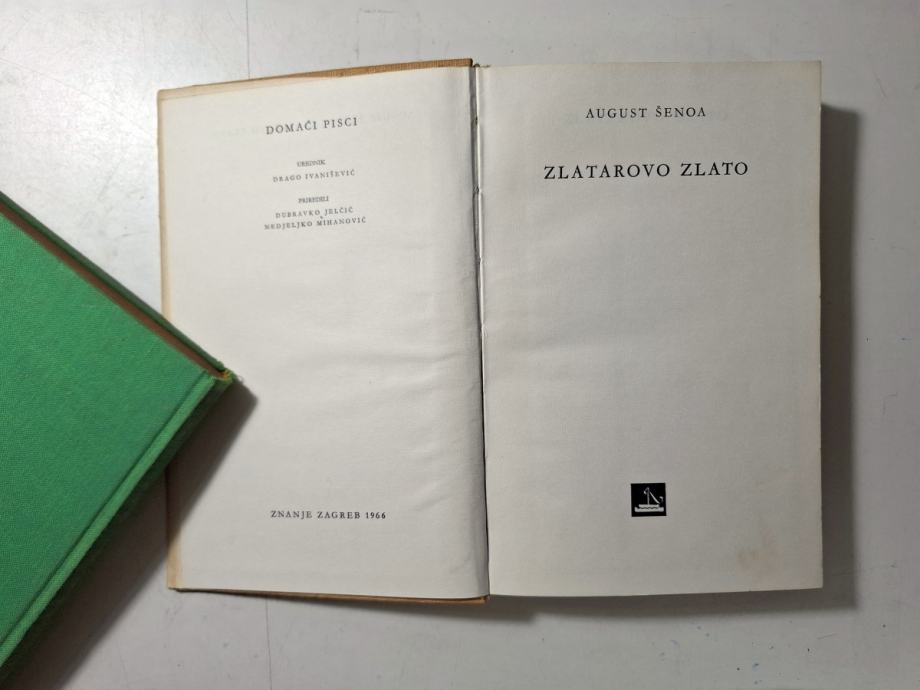 DOMAĆI PISCI
UREDNIK
DRAGO IVANIŠEVIĆ
PRIREDILI
DUBRAVKO JELČIĆ
NEDJELJKO MIHANOVIĆ
ZNANJE ZAGREB 1966
AUGUST ŠENOA
ZLATAROVO ZLATO